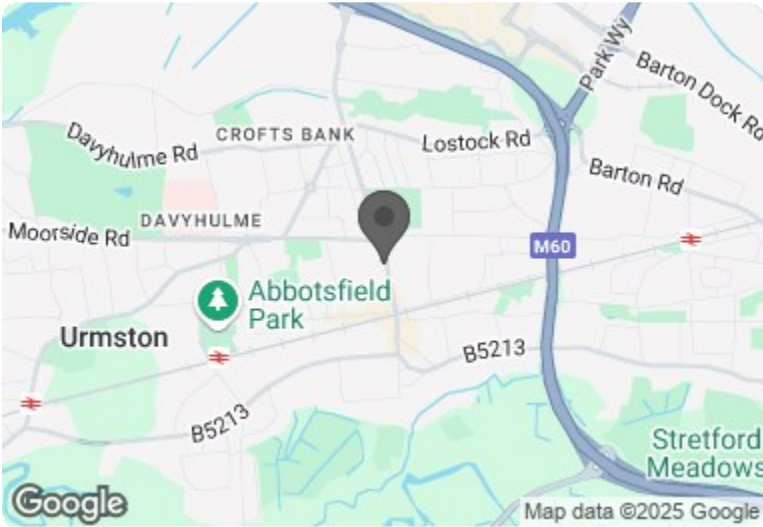 Park Wy
Barton Dock Rd
Davyhulme Rd
CROFTS BANK
Lostock Rd
Barton Rd
DAVYHULME
Moorside Rd
M60
Abbotsfield
Park
Urmston
B5213
B5213
Stretford
Meadows
Google
Map data ©2025 Google